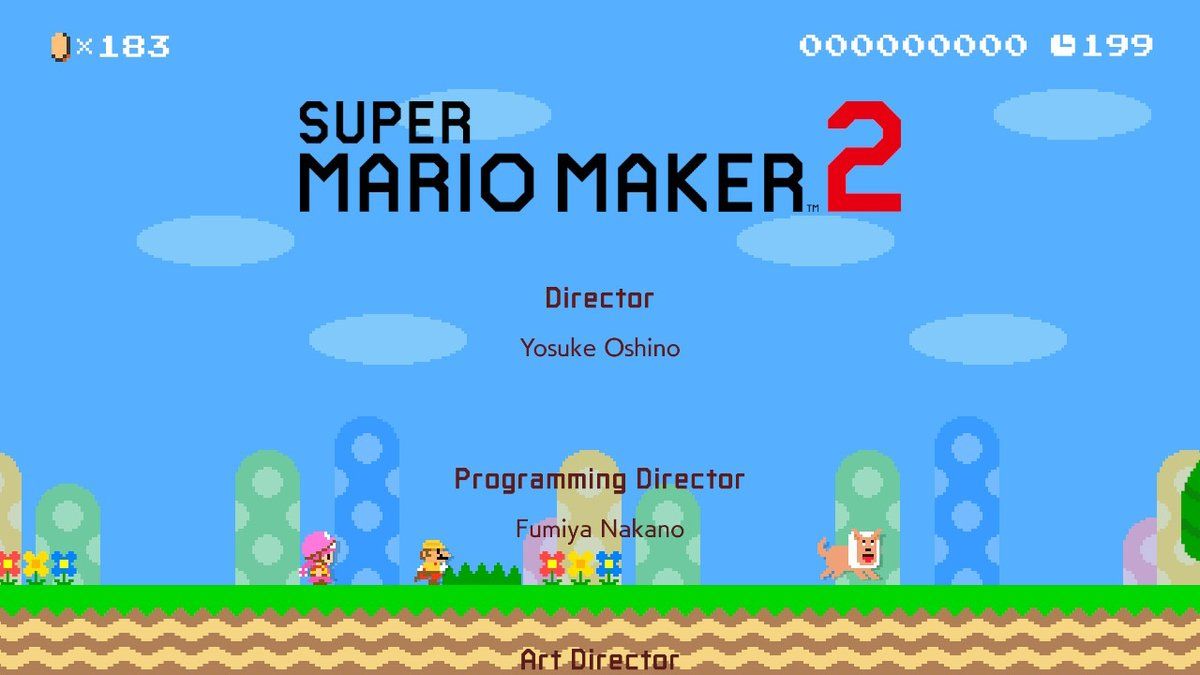 ×183
000000000 199
SUPER
MARIO MAKER 2
TM
Director
Yosuke Oshino
Programming Director
Fumiya Nakano
Art Director